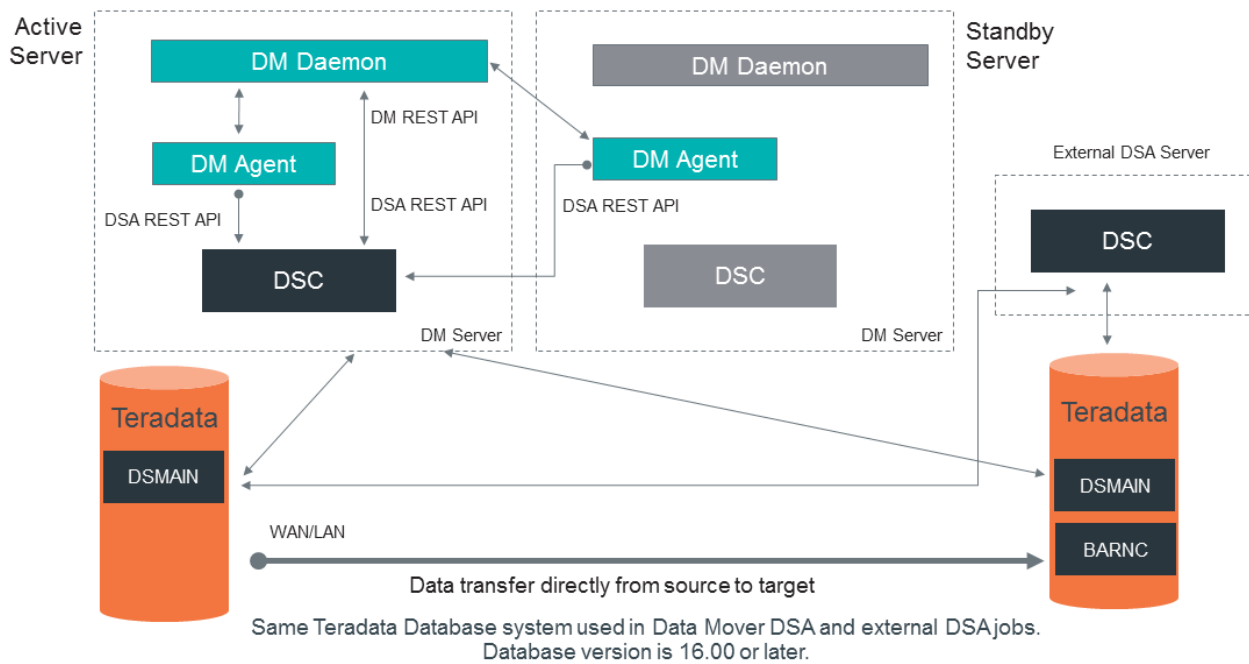 Active
Server
DM Daemon
DM REST API
DM Agent
DSA REST API
DSA REST API
DSC
DM Server
DM Daemon
Standby
Server
DM Agent
DSA REST API
DSC
DM Server
External DSA Server
DSC
Teradata
DSMAIN
Teradata
DSMAIN
BARNC
WAN/LAN
Data transfer directly from source to target
Same Teradata Database system used in Data Mover DSA and external DSA jobs.
Database version is 16.00 or later.